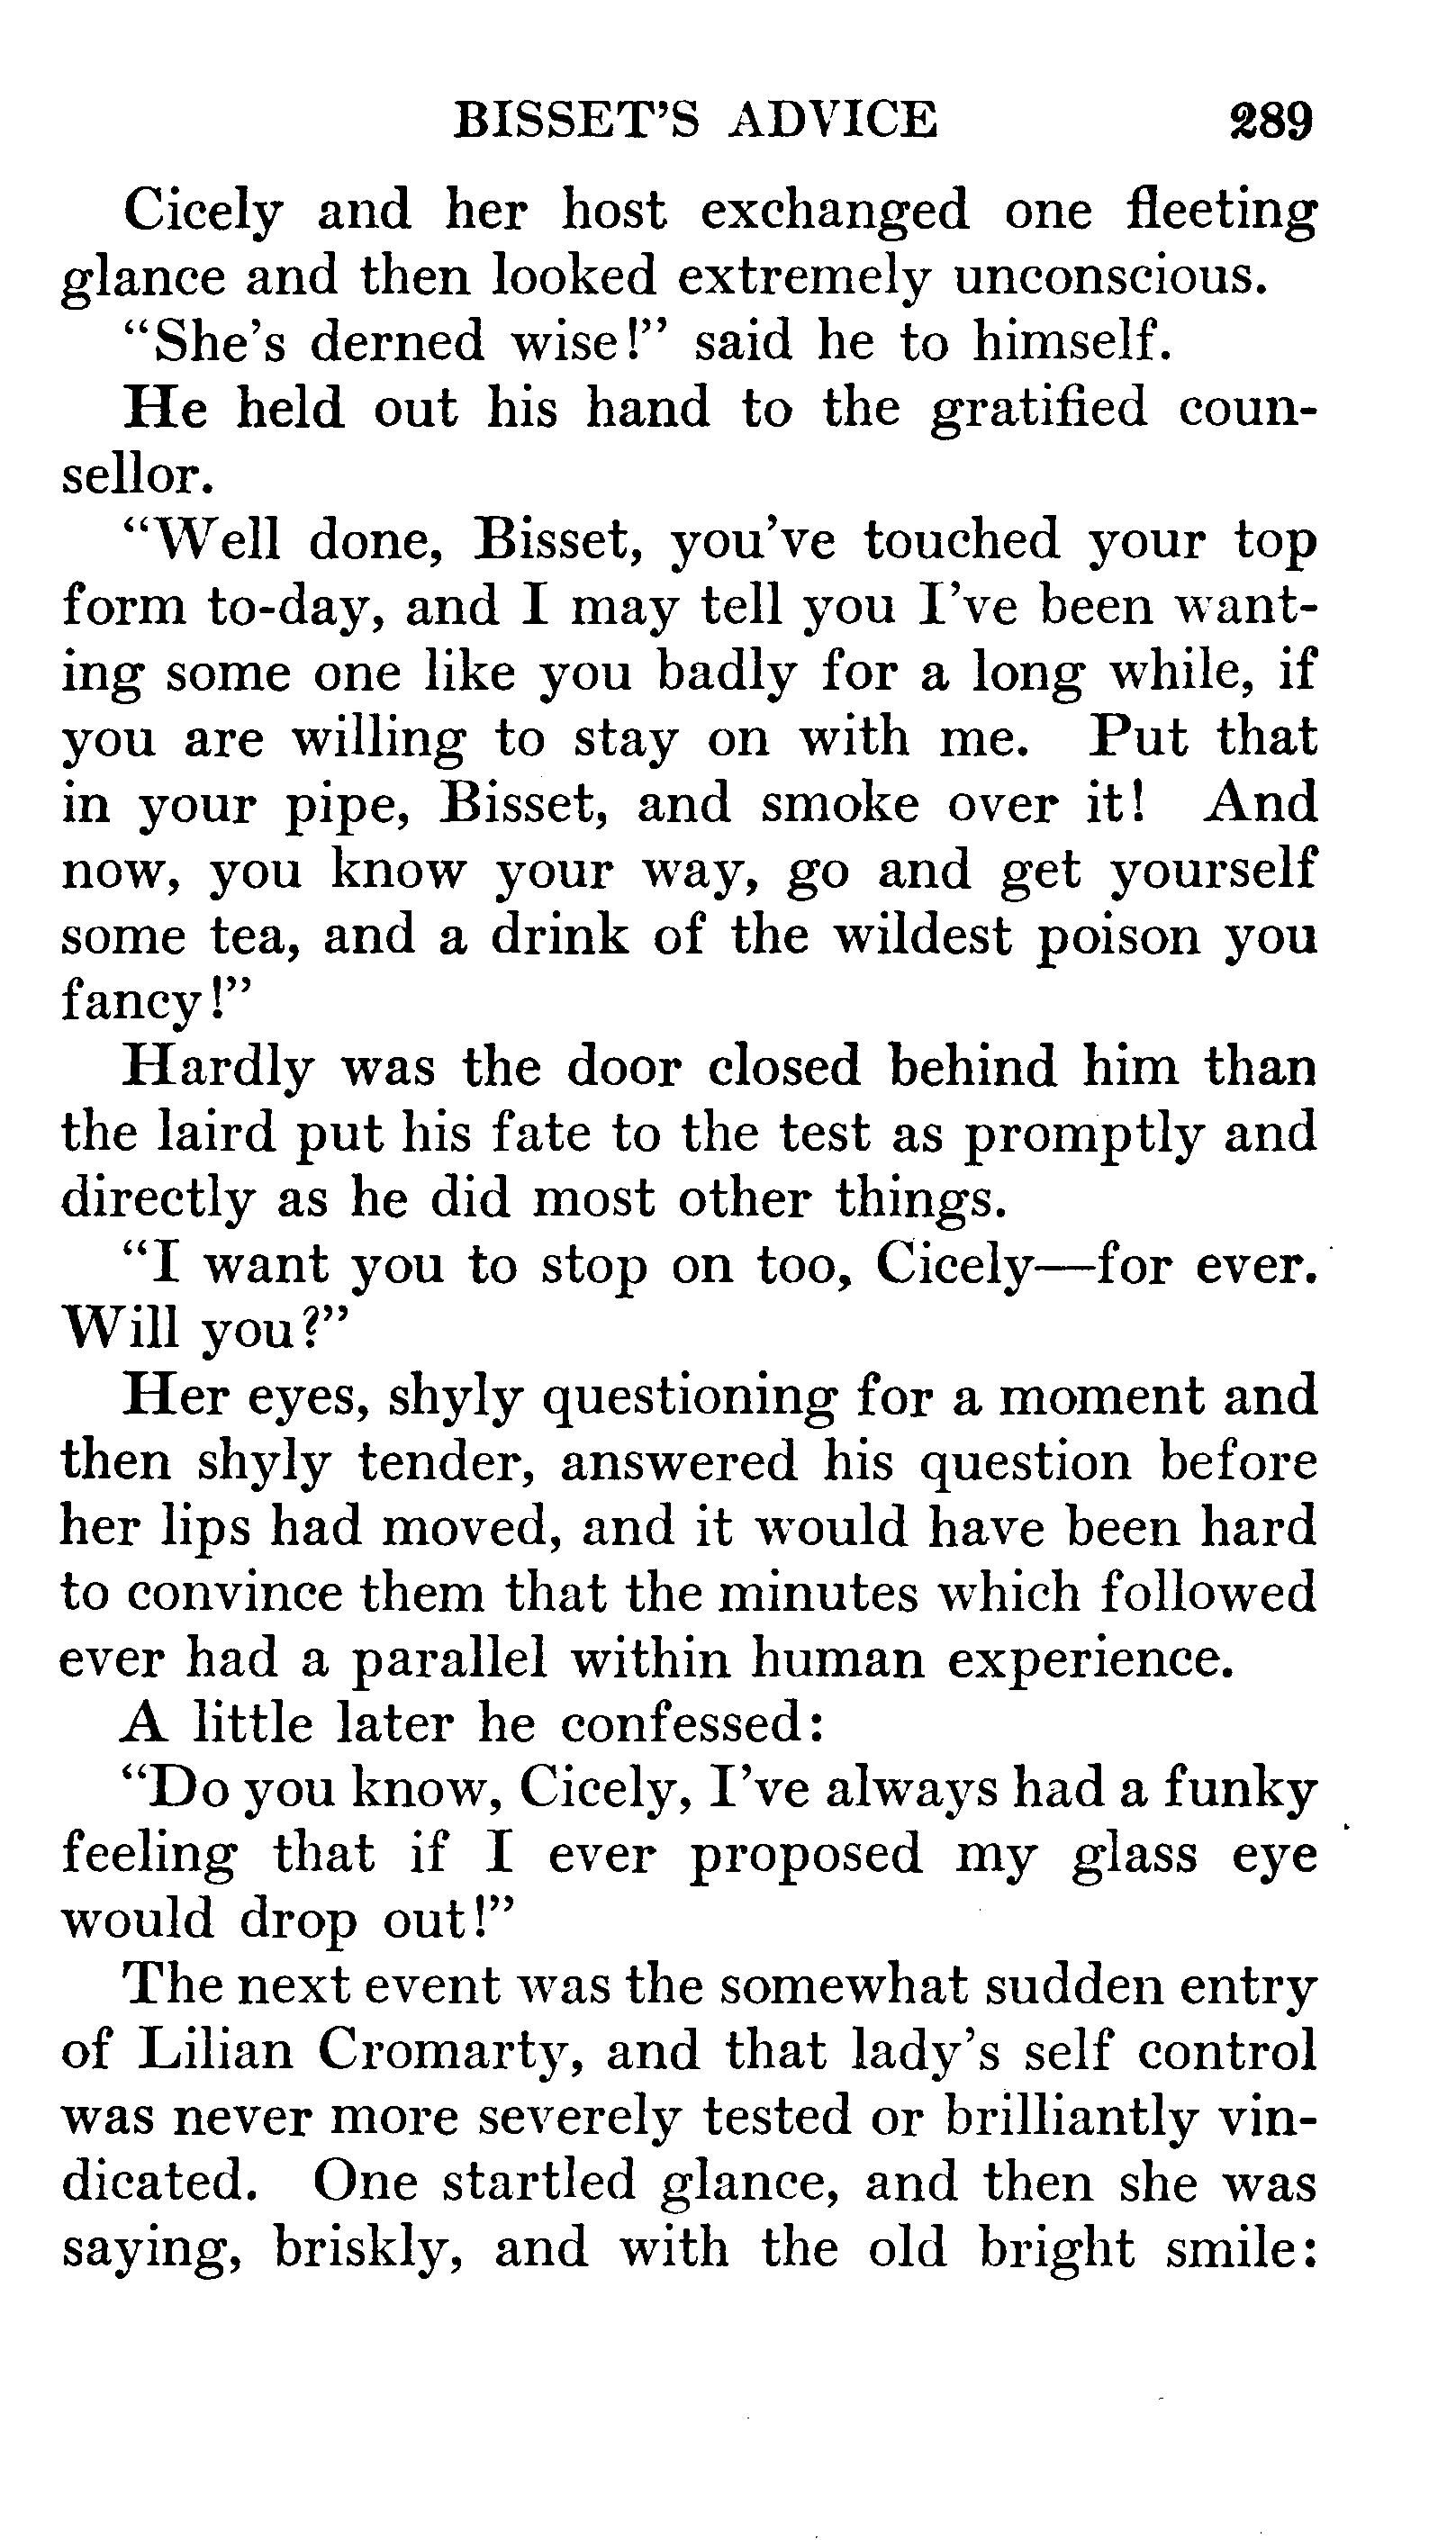 BISSET'S ADVICE 289
Cicely and her host exchanged one fleeting
glance and then looked extremely unconscious.
"She's derned wise!" said he to himself.
He held out his hand to the gratified coun-
sellor.
"Well done, Bisset, you've touched your top
form to-day, and I may tell you I've been want-
ing some one like you badly for a long while, if
you are willing to stay on with me. Put that
in your pipe, Bisset, and smoke over it! And
now, you know your way, go and get yourself
some tea, and a drink of the wildest poison you
fancy!"
Hardly was the door closed behind him than
the laird put his fate to the test as promptly and
directly as he did most other things.
"I want you to stop on too, Cicely—for ever.
Will you?"
Her eyes, shyly questioning for a moment and
then shyly tender, answered his question before
her lips had moved, and it would have been hard
to convince them that the minutes which followed
ever had a parallel within human experience.
A little later he confessed:
"Do you know, Cicely, I've always had a funky
feeling that if I ever proposed my glass eye
would drop out!"
The next event was the somewhat sudden entry
of Lilian Cromarty, and that lady's self control
was never more severely tested or brilliantly vin-
dicated. One startled glance, and then she was
saying, briskly, and with the old bright smile: